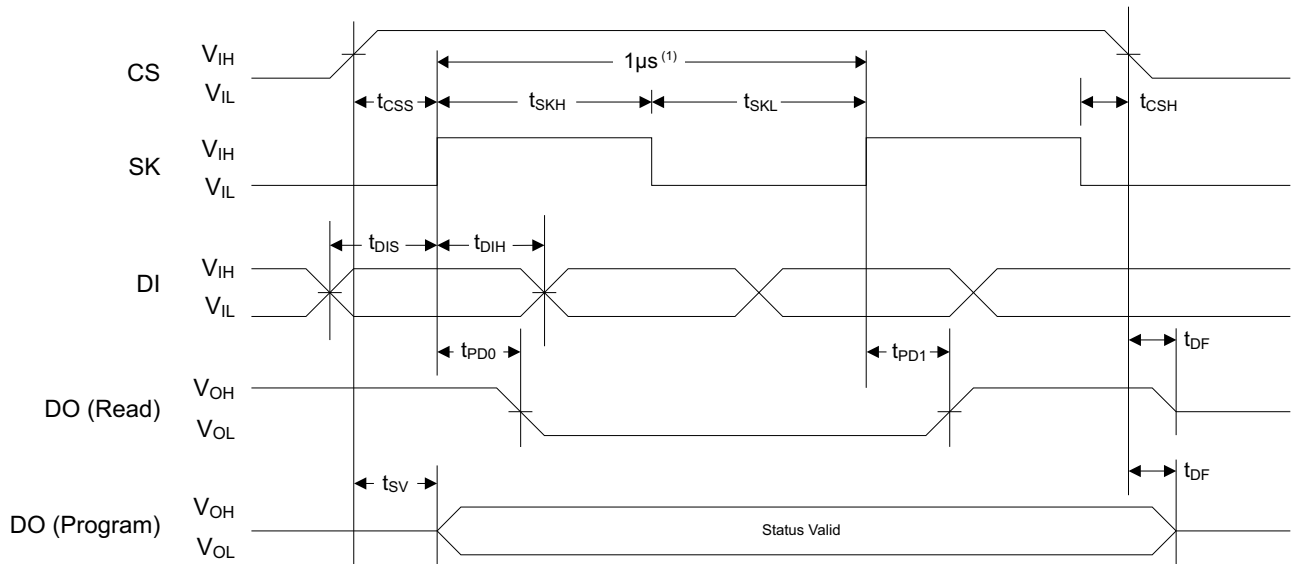 CS
V_IH
V_IL
1µs (1)
t_CSS
t_SKH
t_SKL
t_CSH
SK
V_IH
V_IL
t_DIS
t_DIH
DI
V_IH
V_IL
t_PD0
t_PD1
t_DF
DO (Read)
V_OH
V_OL
t_SV
t_DF
DO (Program)
V_OH
V_OL
Status Valid